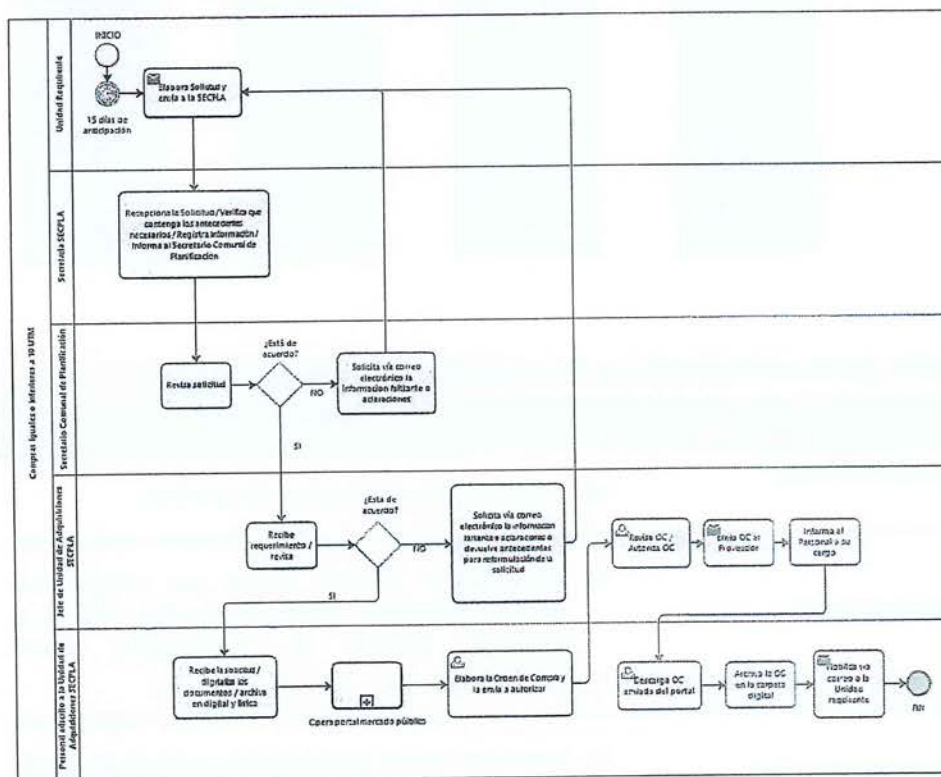 Compras Iguales o Inferiores a 10 UTM
Unidad Requirente
INICIO
15 días de
anticipación
Elabora Solicitud y
envía a la SECPLA
Secretaria SECPLA
Recepciona la Solicitud / Verifica que
contenga los antecedentes
necesarios / Registra información /
Informa al Secretario Comunal de
Planificación
Secretario Comunal de Planificación
Revisa solicitud
¿Está de
acuerdo?
NO
Solicita vía correo
electrónico la
información faltante o
aclaraciones
SI
Jefe de Unidad de Adquisiciones
SECPLA
Recibe
requerimiento /
revisa
¿Esta de
acuerdo?
NO
Solicita vía correo
electrónico la información
faltante o aclaraciones o
devuelve antecedentes
para reformulación de la
solicitud
SI
Revisa OC /
Autoriza OC
Envía OC al
Proveedor
Informa al
Personal a su
cargo
Personal adscrito a la Unidad de
Adquisiciones SECPLA
Recibe la solicitud /
digitaliza los
documentos / archiva
en digital y física
Opera portal mercado público
Elabora la Orden de Compra y
la envía a autorizar
Descarga OC
enviada del portal
Archiva la OC
en la carpeta
digital
Notifica vía
correo a la
Unidad
requirente
FIN